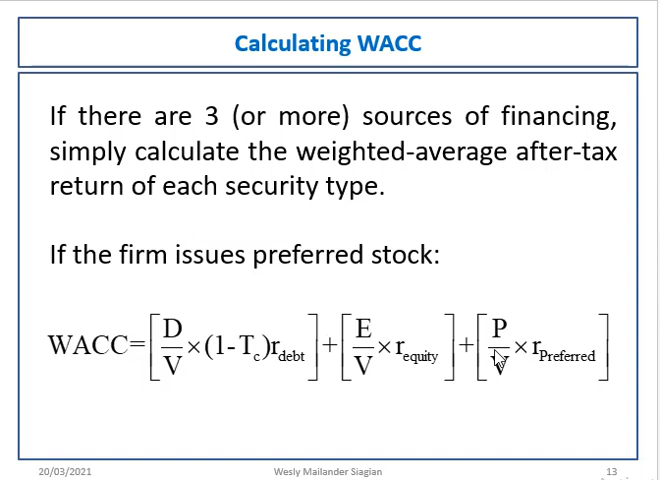 Calculating WACC
If there are 3 (or more) sources of financing,
simply calculate the weighted-average after-tax
return of each security type.
If the firm issues preferred stock:
WACC=[D/V×(1-Tc)rdebt]+[E/V×requity]+[P/V×rPreferred]
20/03/2021 Wesly Mailander Siagian 13